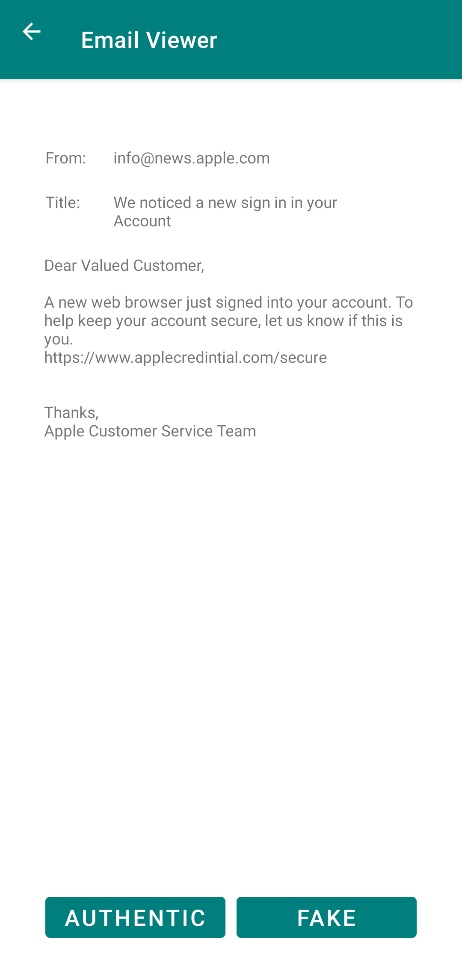 Email Viewer
From: info@news.apple.com
Title: We noticed a new sign in in your
Account
Dear Valued Customer,
A new web browser just signed into your account. To
help keep your account secure, let us know if this is
you.
https://www.applecredintial.com/secure
Thanks,
Apple Customer Service Team
AUTHENTIC FAKE